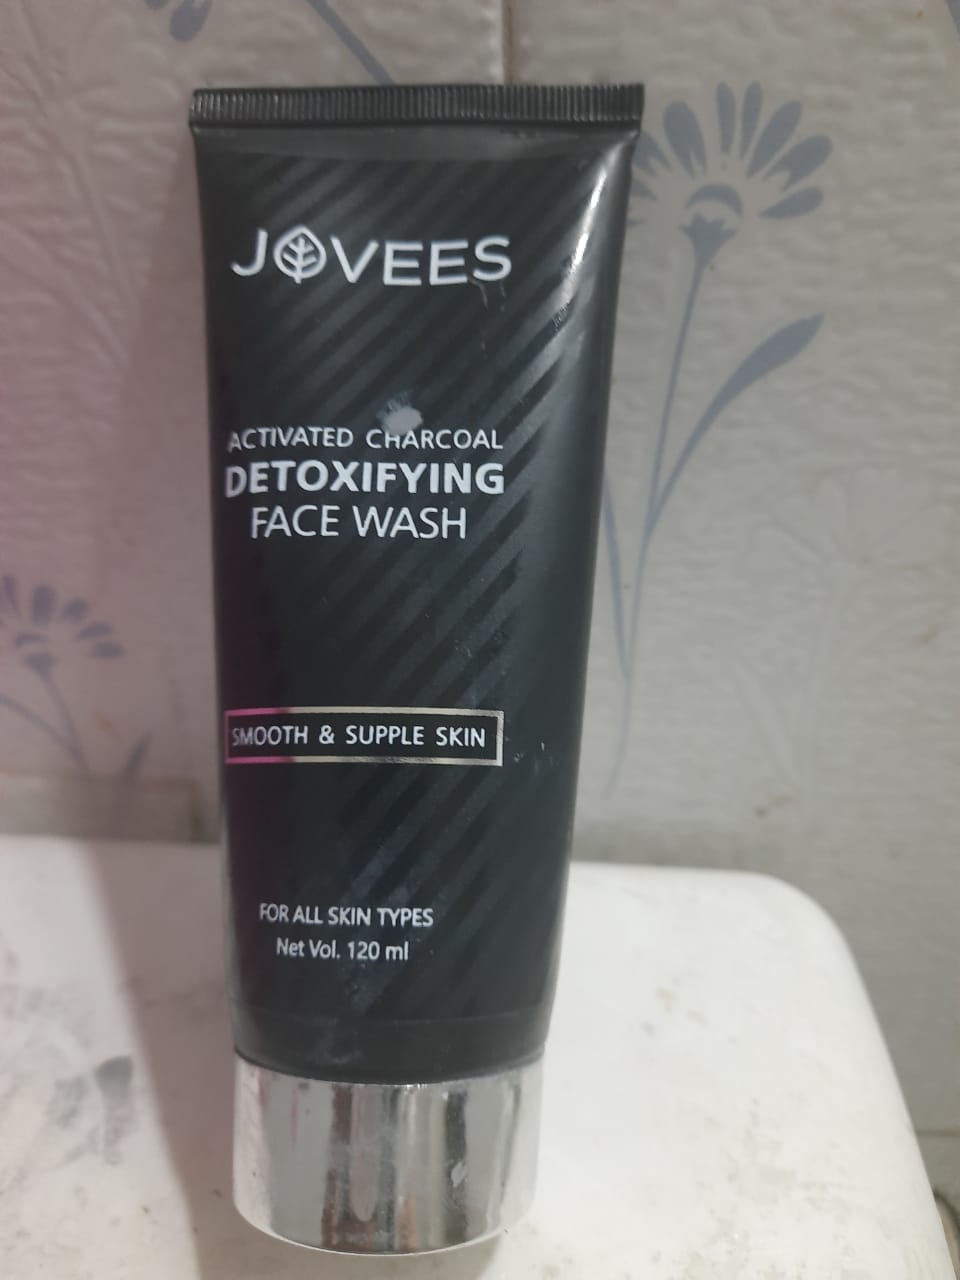 JOVEES
ACTIVATED CHARCOAL
DETOXIFYING
FACE WASH
SMOOTH & SUPPLE SKIN
FOR ALL SKIN TYPES
Net Vol. 120 ml